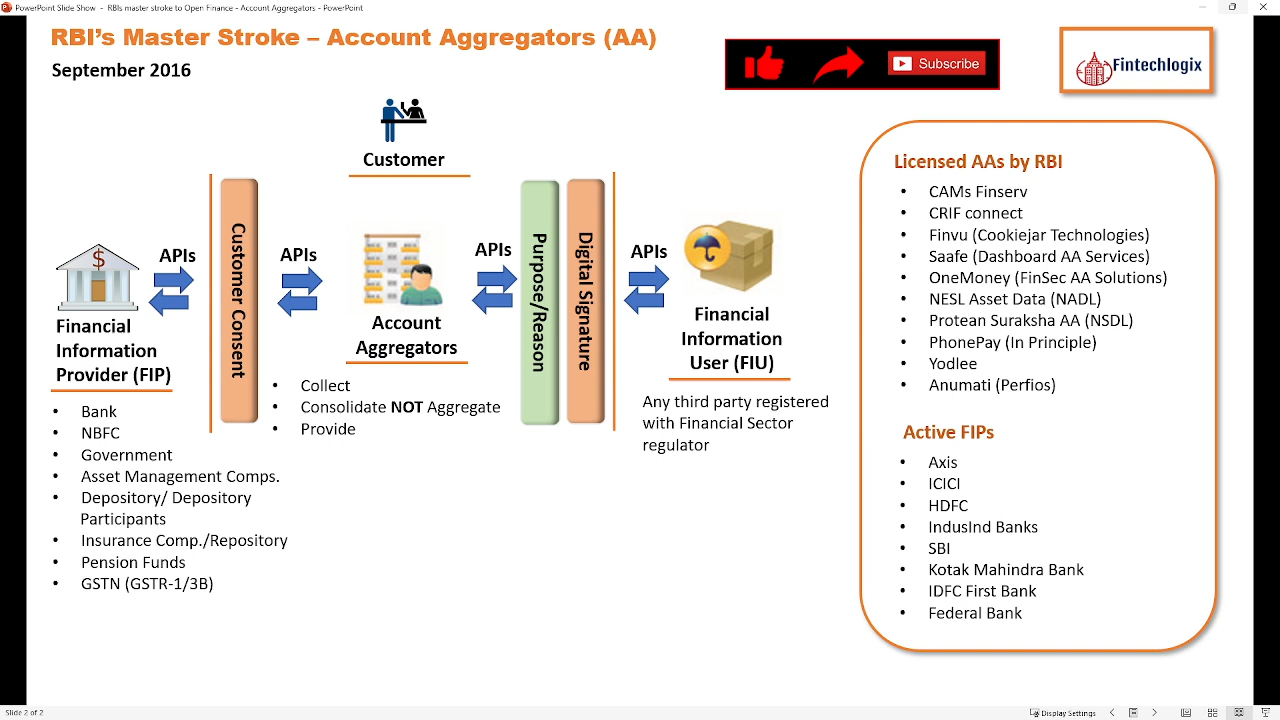 PowerPoint Slide Show - RBIs master stroke to Open Finance - Account Aggregators - PowerPoint
RBI's Master Stroke – Account Aggregators (AA)
September 2016
Subscribe
Fintechlogix
Customer
APIs
Customer Consent
APIs
APIs
Purpose/Reason
Digital Signature
APIs
Financial
Information
Provider (FIP)
• Bank
• NBFC
• Government
• Asset Management Comps.
• Depository/ Depository
Participants
• Insurance Comp./Repository
• Pension Funds
• GSTN (GSTR-1/3B)
Account
Aggregators
• Collect
• Consolidate NOT Aggregate
• Provide
Financial
Information
User (FIU)
Any third party registered
with Financial Sector
regulator
Licensed AAs by RBI
• CAMs Finserv
• CRIF connect
• Finvu (Cookiejar Technologies)
• Saafe (Dashboard AA Services)
• OneMoney (FinSec AA Solutions)
• NESL Asset Data (NADL)
• Protean Suraksha AA (NSDL)
• PhonePay (In Principle)
• Yodlee
• Anumati (Perfios)
Active FIPs
• Axis
• ICICI
• HDFC
• IndusInd Banks
• SBI
• Kotak Mahindra Bank
• IDFC First Bank
• Federal Bank
Slide 2 of 2
Display Settings